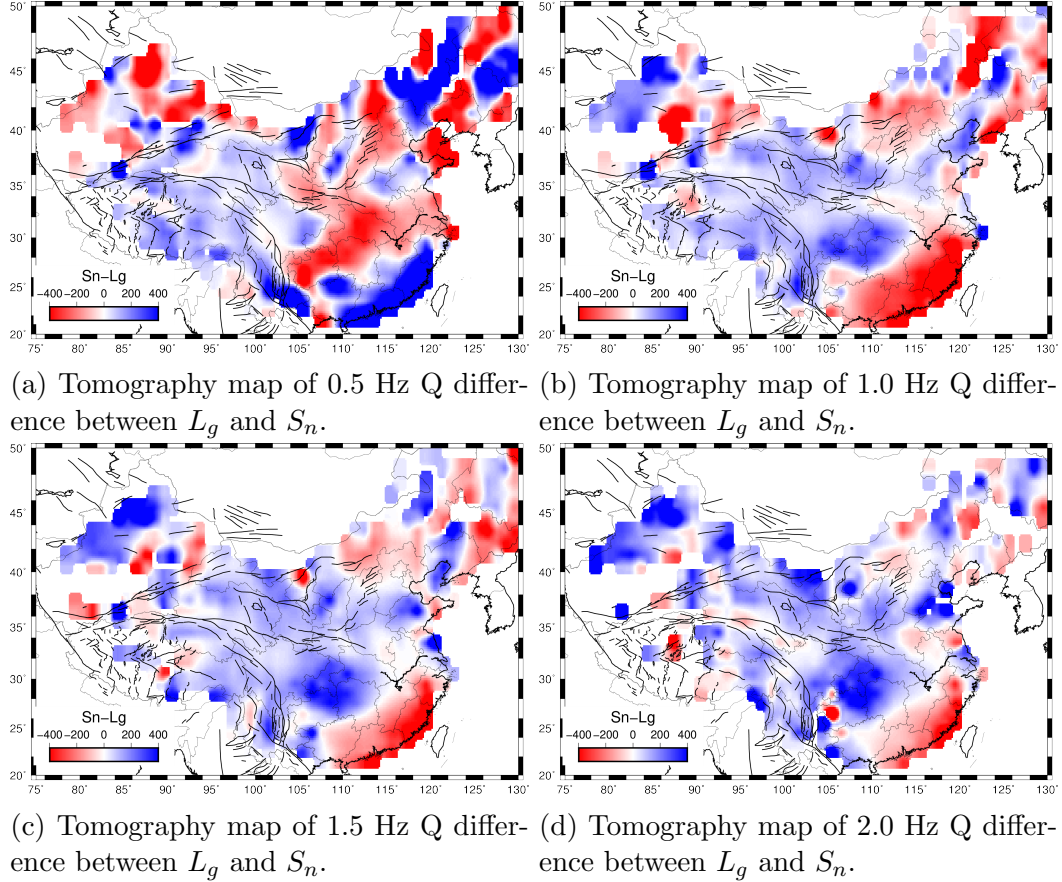 50°
45°
40°
35°
30°
25°
20°
Sn−Lg
−400 −200 0 200 400
75° 80° 85° 90° 95° 100° 105° 110° 115° 120° 125° 130°
(a) Tomography map of 0.5 Hz Q differ-
ence between Lg and Sn.
50°
45°
40°
35°
30°
25°
20°
Sn−Lg
−400 −200 0 200 400
75° 80° 85° 90° 95° 100° 105° 110° 115° 120° 125° 130°
(b) Tomography map of 1.0 Hz Q differ-
ence between Lg and Sn.
50°
45°
40°
35°
30°
25°
20°
Sn−Lg
−400 −200 0 200 400
75° 80° 85° 90° 95° 100° 105° 110° 115° 120° 125° 130°
(c) Tomography map of 1.5 Hz Q differ-
ence between Lg and Sn.
50°
45°
40°
35°
30°
25°
20°
Sn−Lg
−400 −200 0 200 400
75° 80° 85° 90° 95° 100° 105° 110° 115° 120° 125° 130°
(d) Tomography map of 2.0 Hz Q differ-
ence between Lg and Sn.